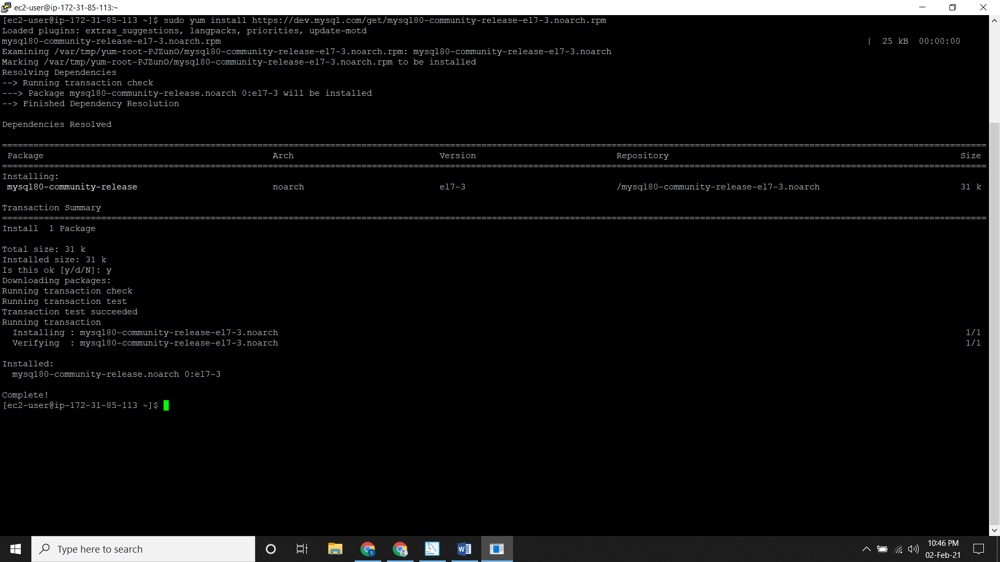 ec2-user@ip-172-31-85-113:~
[ec2-user@ip-172-31-85-113 ~]$ sudo yum install https://dev.mysql.com/get/mysql80-community-release-el7-3.noarch.rpm
Loaded plugins: extras_suggestions, langpacks, priorities, update-motd
mysql80-community-release-el7-3.noarch.rpm | 25 kB 00:00:00
Examining /var/tmp/yum-root-PJZunO/mysql80-community-release-el7-3.noarch.rpm: mysql80-community-release-el7-3.noarch
Marking /var/tmp/yum-root-PJZunO/mysql80-community-release-el7-3.noarch.rpm to be installed
Resolving Dependencies
--> Running transaction check
---> Package mysql80-community-release.noarch 0:el7-3 will be installed
--> Finished Dependency Resolution
Dependencies Resolved
Package Arch Version Repository Size
Installing:
mysql80-community-release noarch el7-3 /mysql80-community-release-el7-3.noarch 31 k
Transaction Summary
Install 1 Package
Total size: 31 k
Installed size: 31 k
Is this ok [y/d/N]: y
Downloading packages:
Running transaction check
Running transaction test
Transaction test succeeded
Running transaction
Installing : mysql80-community-release-el7-3.noarch 1/1
Verifying : mysql80-community-release-el7-3.noarch 1/1
Installed:
mysql80-community-release.noarch 0:el7-3
Complete!
[ec2-user@ip-172-31-85-113 ~]$
Type here to search
10:46 PM
02-Feb-21